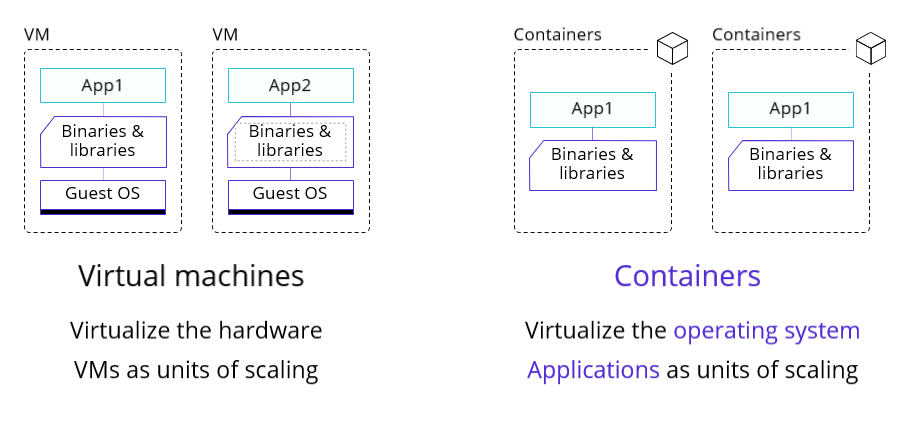 VM
VM
Containers
Containers
App1
App2
App1
App1
Binaries &
libraries
Binaries &
libraries
Binaries &
libraries
Binaries &
libraries
Guest OS
Guest OS
Virtual machines
Containers
Virtualize the hardware
Virtualize the operating system
VMs as units of scaling
Applications as units of scaling